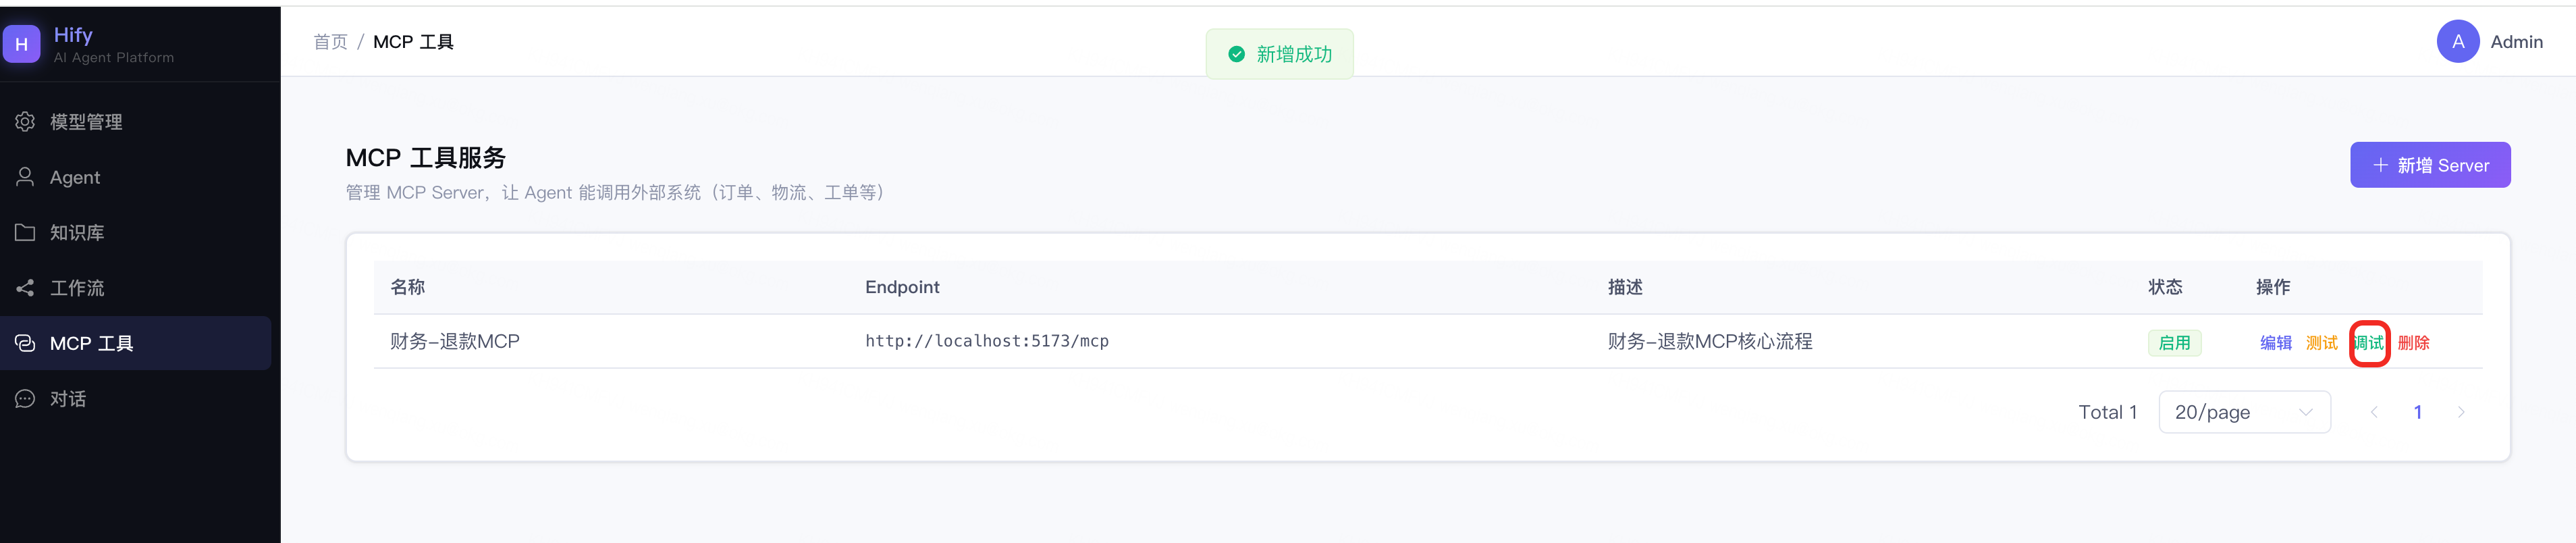 H
Hify
AI Agent Platform
模型管理
Agent
知识库
工作流
MCP 工具
对话
首页 / MCP 工具
新增成功
A
Admin
MCP 工具服务
管理 MCP Server，让 Agent 能调用外部系统（订单、物流、工单等）
新增 Server
名称 Endpoint 描述 状态 操作
财务-退款MCP http://localhost:5173/mcp 财务-退款MCP核心流程 启用 编辑 测试 调试 删除
Total 1 20/page 1